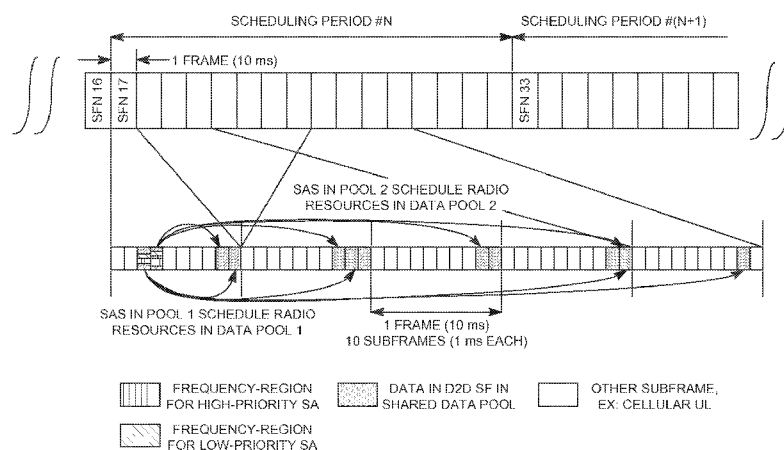 SCHEDULING PERIOD #N
SCHEDULING PERIOD #(N+1)
1 FRAME (10 ms)
SFN 16
SFN 17
SFN 33
SAS IN POOL 2 SCHEDULE RADIO
RESOURCES IN DATA POOL 2
SAS IN POOL 1 SCHEDULE RADIO
RESOURCES IN DATA POOL 1
1 FRAME (10 ms)
10 SUBFRAMES (1 ms EACH)
FREQUENCY-REGION
FOR HIGH-PRIORITY SA
DATA IN D2D SF IN
SHARED DATA POOL
OTHER SUBFRAME,
EX: CELLULAR UL
FREQUENCY-REGION
FOR LOW-PRIORITY SA